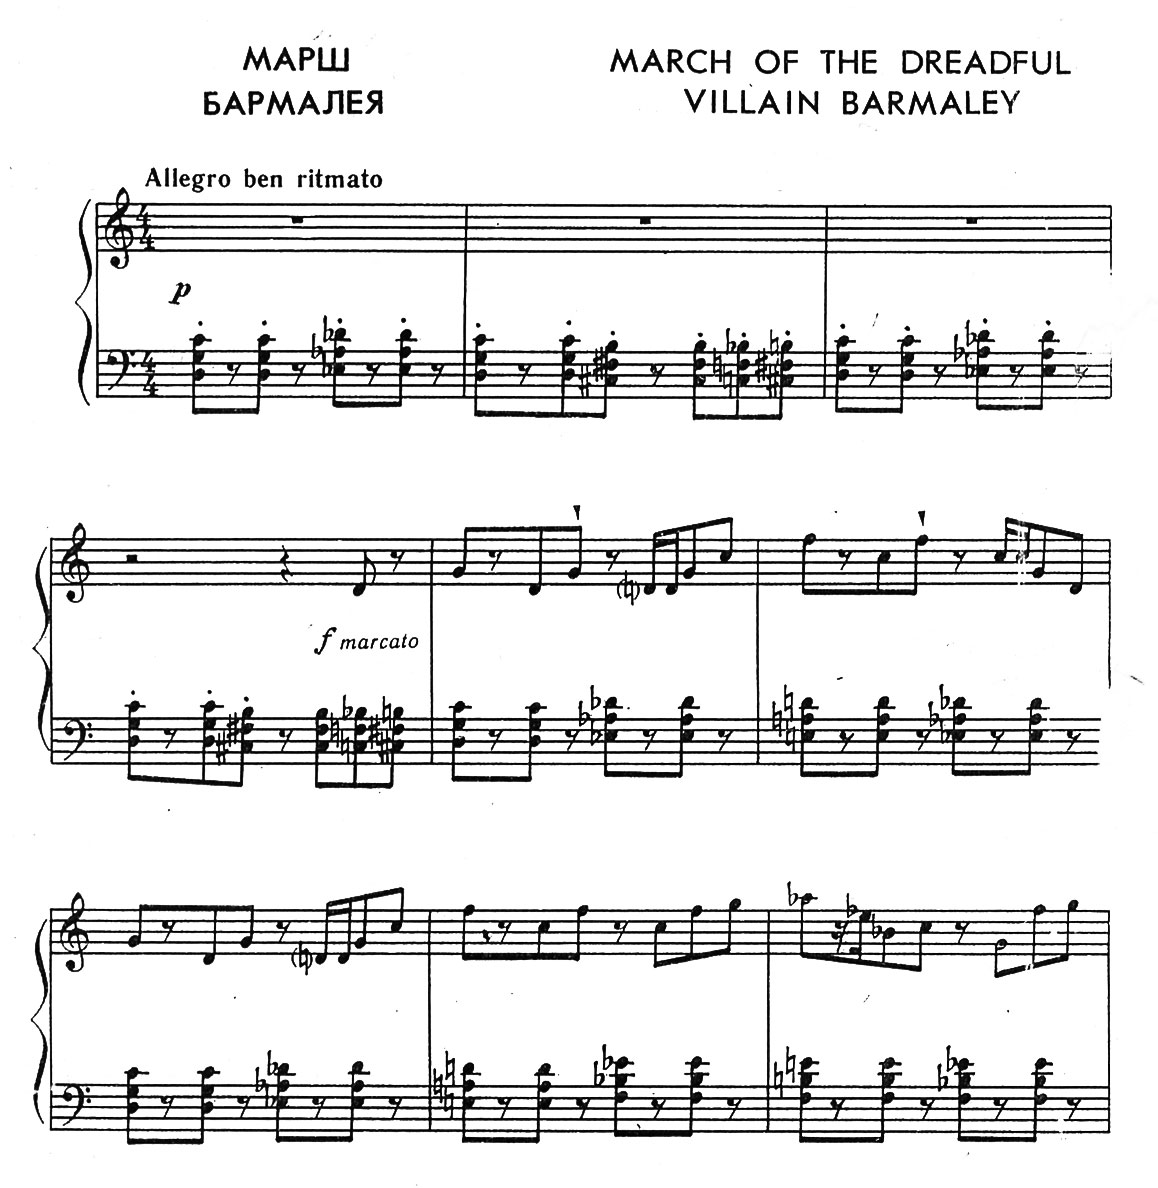 МАРШ
БАРМАЛЕЯ
MARCH OF THE DREADFUL
VILLAIN BARMALEY
Allegro ben ritmato
p
f marcato